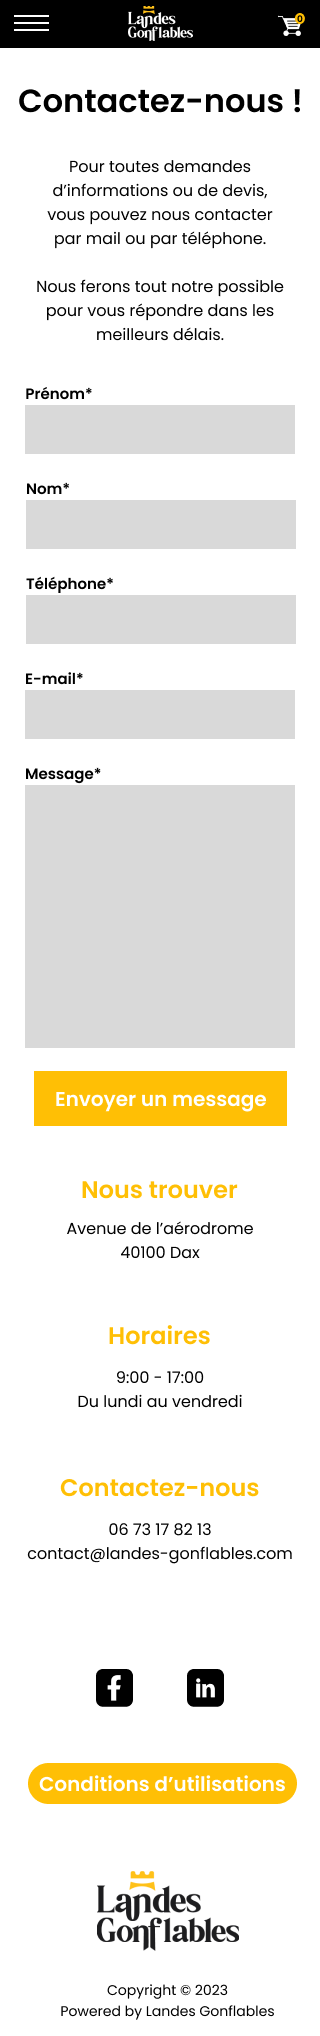 Landes
Gonflables
0
Contactez-nous !
Pour toutes demandes
d’informations ou de devis,
vous pouvez nous contacter
par mail ou par téléphone.
Nous ferons tout notre possible
pour vous répondre dans les
meilleurs délais.
Prénom*
Nom*
Téléphone*
E-mail*
Message*
Envoyer un message
Nous trouver
Avenue de l’aérodrome
40100 Dax
Horaires
9:00 - 17:00
Du lundi au vendredi
Contactez-nous
06 73 17 82 13
contact@landes-gonflables.com
f
in
Conditions d’utilisations
Landes
Gonflables
Copyright © 2023
Powered by Landes Gonflables